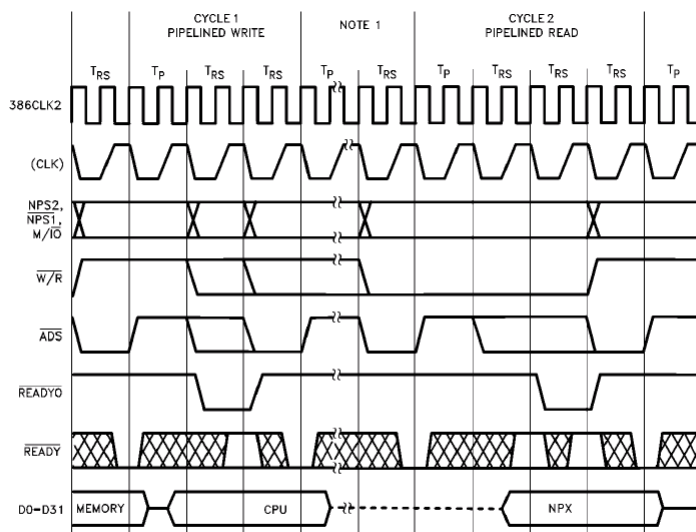 CYCLE 1
PIPELINED WRITE
NOTE 1
CYCLE 2
PIPELINED READ
TRS TP TRS TRS TP TRS TP TRS TRS TRS TP
386CLK2
(CLK)
NPS2,
NPS1,
M/IO
W/R
ADS
READYO
READY
D0-D31 MEMORY CPU NPX